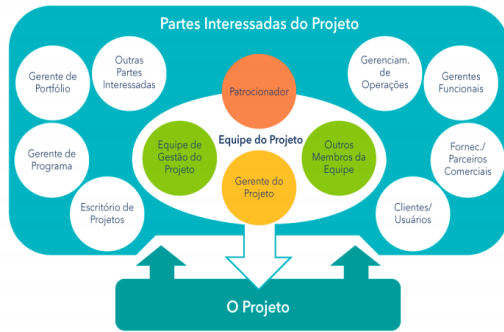 Partes Interessadas do Projeto
Gerente de
Portfólio
Outras
Partes
Interessadas
Gerente de
Programa
Escritório de
Projetos
Patrocionador
Equipe do Projeto
Equipe de
Gestão do
Projeto
Gerente do
Projeto
Outros
Membros da
Equipe
Gerenciam.
de
Operações
Gerentes
Funcionais
Fornec./
Parceiros
Comerciais
Clientes/
Usuários
O Projeto